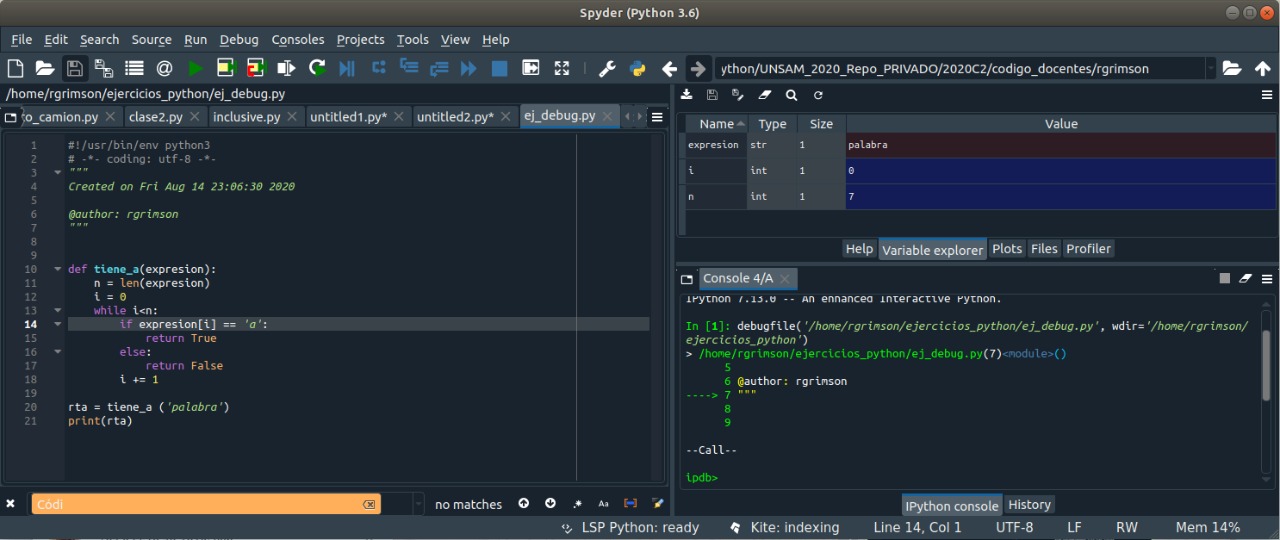 Spyder (Python 3.6)
File Edit Search Source Run Debug Consoles Projects Tools View Help
ython/UNSAM_2020_Repo_PRIVADO/2020C2/codigo_docentes/rgrimson
/home/rgrimson/ejercicios_python/ej_debug.py
ro_camion.py clase2.py inclusive.py untitled1.py* untitled2.py* ej_debug.py
1 #!/usr/bin/env python3
2 # -*- coding: utf-8 -*-
3 """
4 Created on Fri Aug 14 23:06:30 2020
5
6 @author: rgrimson
7 """
8
9
10 def tiene_a(expresion):
11 n = len(expresion)
12 i = 0
13 while i<n:
14 if expresion[i] == 'a':
15 return True
16 else:
17 return False
18 i += 1
19
20 rta = tiene_a ('palabra')
21 print(rta)
Códi
no matches
Aa
Name Type Size Value
expresion str 1 palabra
i int 1 0
n int 1 7
Help Variable explorer Plots Files Profiler
Console 4/A
IPython 7.13.0 -- An enhanced Interactive Python.
In [1]: debugfile('/home/rgrimson/ejercicios_python/ej_debug.py', wdir='/home/rgrimson/
ejercicios_python')
> /home/rgrimson/ejercicios_python/ej_debug.py(7)<module>()
5
6 @author: rgrimson
----> 7 """
8
9
--Call--
ipdb>
IPython console History
LSP Python: ready Kite: indexing Line 14, Col 1 UTF-8 LF RW Mem 14%